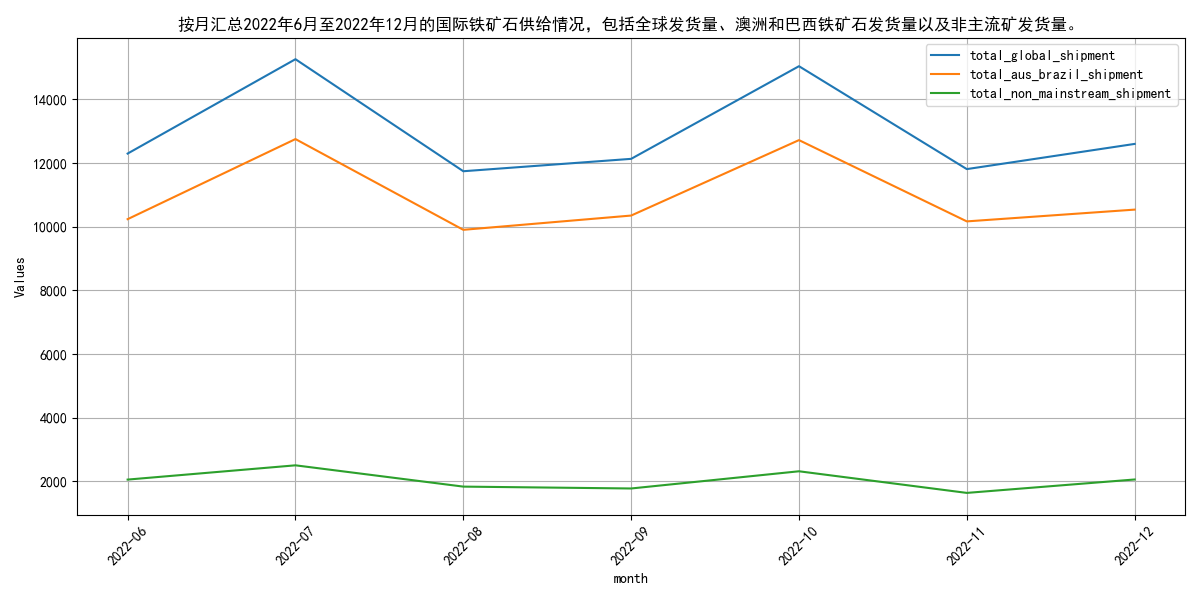 按月汇总2022年6月至2022年12月的国际铁矿石供给情况，包括全球发货量、澳洲和巴西铁矿石发货量以及非主流矿发货量。
total_global_shipment
total_aus_brazil_shipment
total_non_mainstream_shipment
14000
12000
10000
8000
6000
4000
2000
Values
2022-06
2022-07
2022-08
2022-09
2022-10
2022-11
2022-12
month